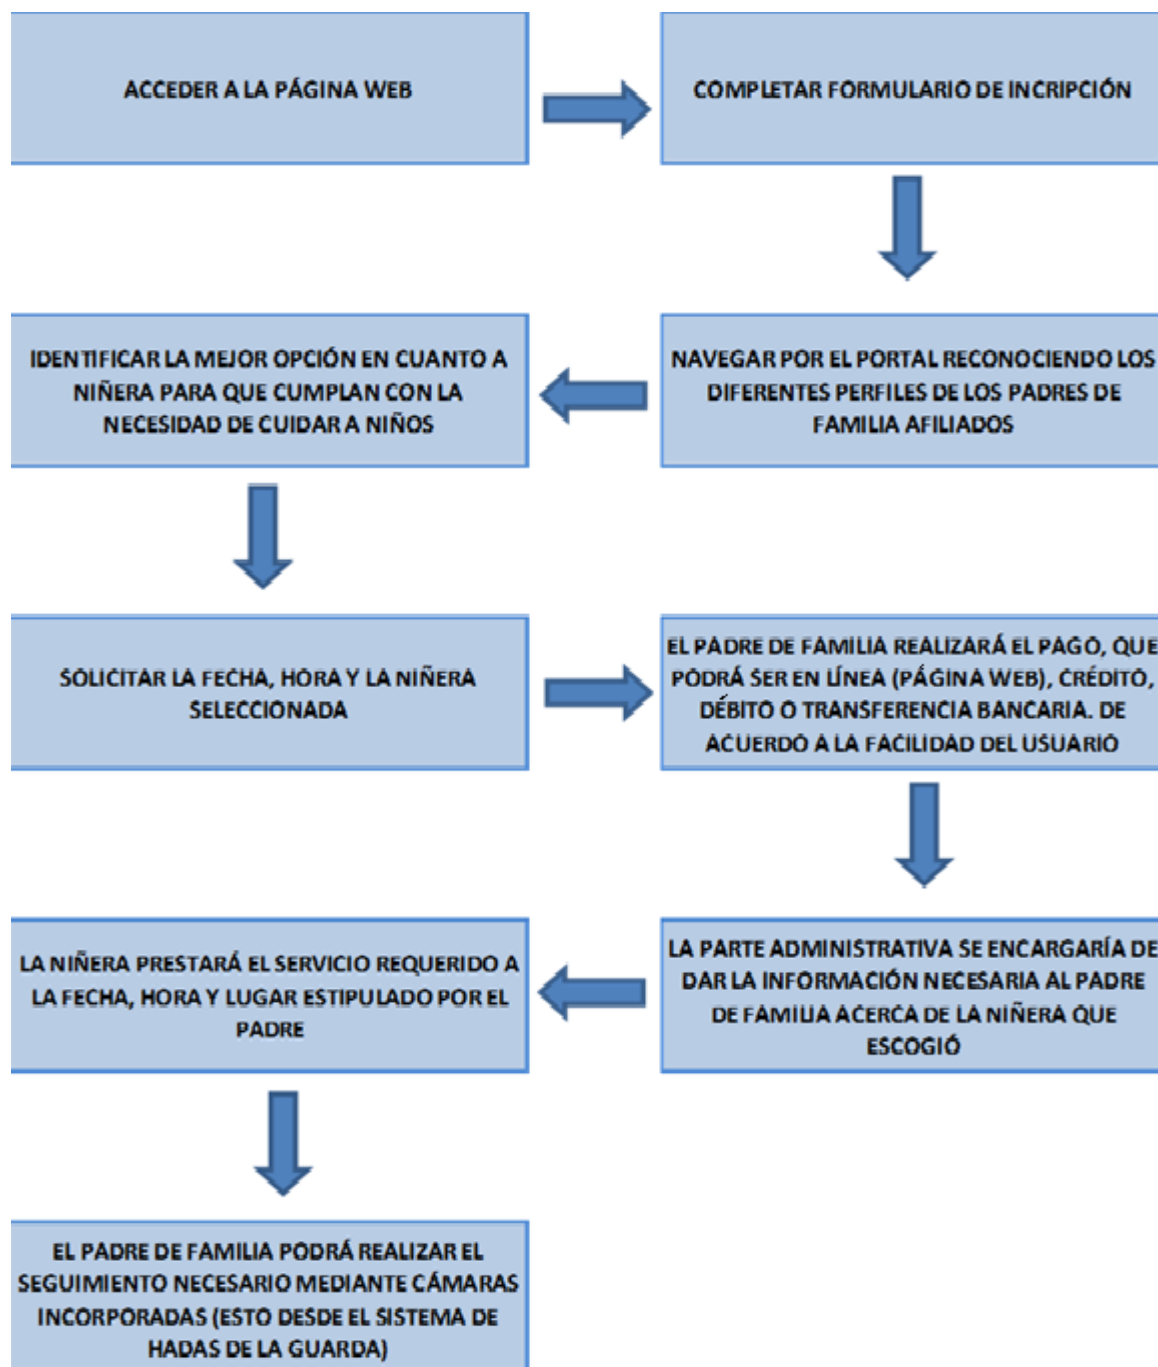 ACCEDER A LA PÁGINA WEB
COMPLETAR FORMULARIO DE INCRIPCIÓN
NAVEGAR POR EL PORTAL RECONOCIENDO LOS
DIFERENTES PERFILES DE LOS PADRES DE
FAMILIA AFILIADOS
IDENTIFICAR LA MEJOR OPCIÓN EN CUANTO A
NIÑERA PARA QUE CUMPLAN CON LA
NECESIDAD DE CUIDAR A NIÑOS
SOLICITAR LA FECHA, HORA Y LA NIÑERA
SELECCIONADA
EL PADRE DE FAMILIA REALIZARÁ EL PAGO, QUE
PODRÁ SER EN LÍNEA (PÁGINA WEB), CRÉDITO,
DÉBITO O TRANSFERENCIA BANCARIA. DE
ACUERDO A LA FACILIDAD DEL USUARIO
LA PARTE ADMINISTRATIVA SE ENCARGARÍA DE
DAR LA INFORMACIÓN NECESARIA AL PADRE
DE FAMILIA ACERCA DE LA NIÑERA QUE
ESCOGIÓ
LA NIÑERA PRESTARÁ EL SERVICIO REQUERIDO A
LA FECHA, HORA Y LUGAR ESTIPULADO POR EL
PADRE
EL PADRE DE FAMILIA PODRÁ REALIZAR EL
SEGUIMIENTO NECESARIO MEDIANTE CÁMARAS
INCORPORADAS (ESTO DESDE EL SISTEMA DE
HADAS DE LA GUARDA)